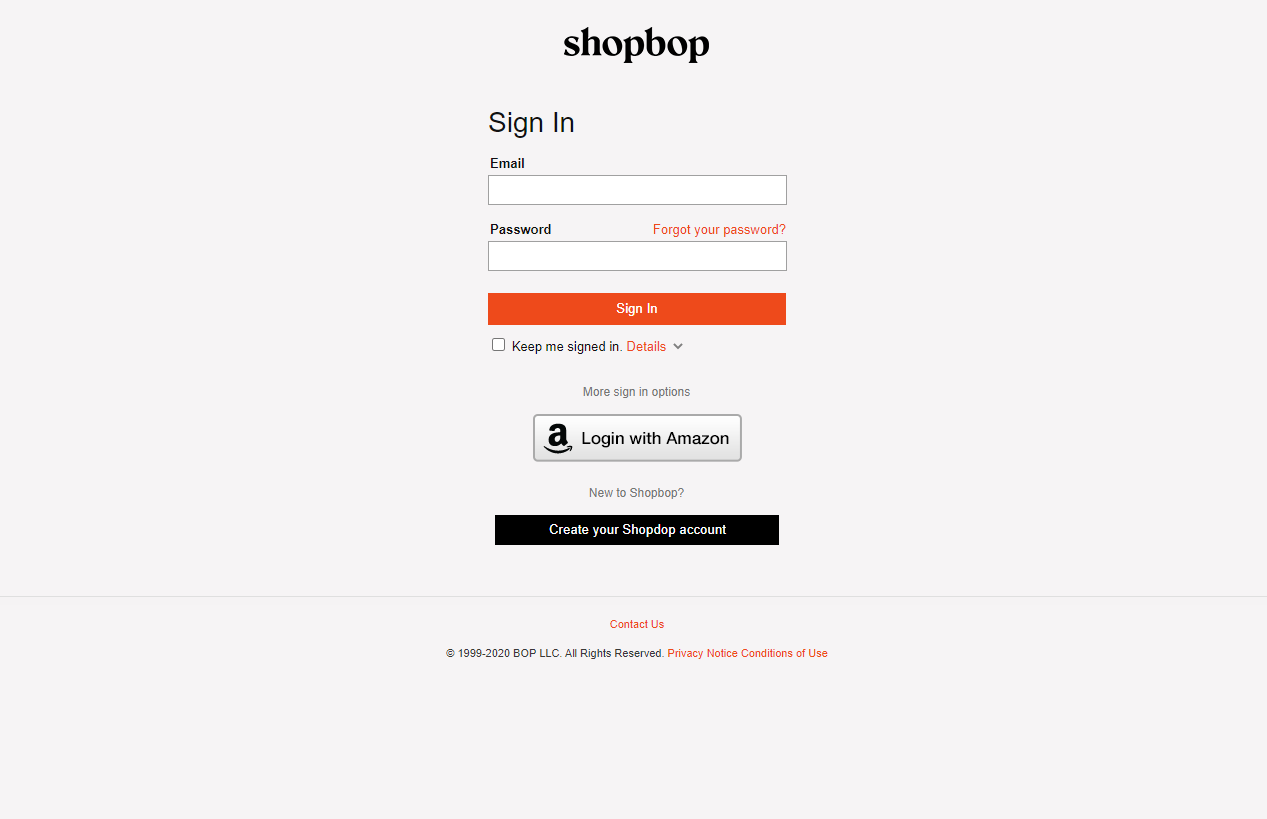 shopbop
Sign In
Email
Password Forgot your password?
Sign In
Keep me signed in. Details
More sign in options
a Login with Amazon
New to Shopbop?
Create your Shopdop account
Contact Us
© 1999-2020 BOP LLC. All Rights Reserved. Privacy Notice Conditions of Use